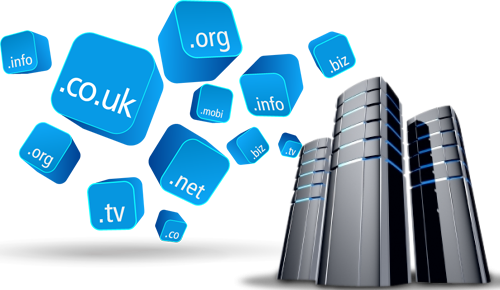 .info
.co.uk
.org
.biz
.mobi
.info
.org
.biz
.tv
.net
.tv
.co